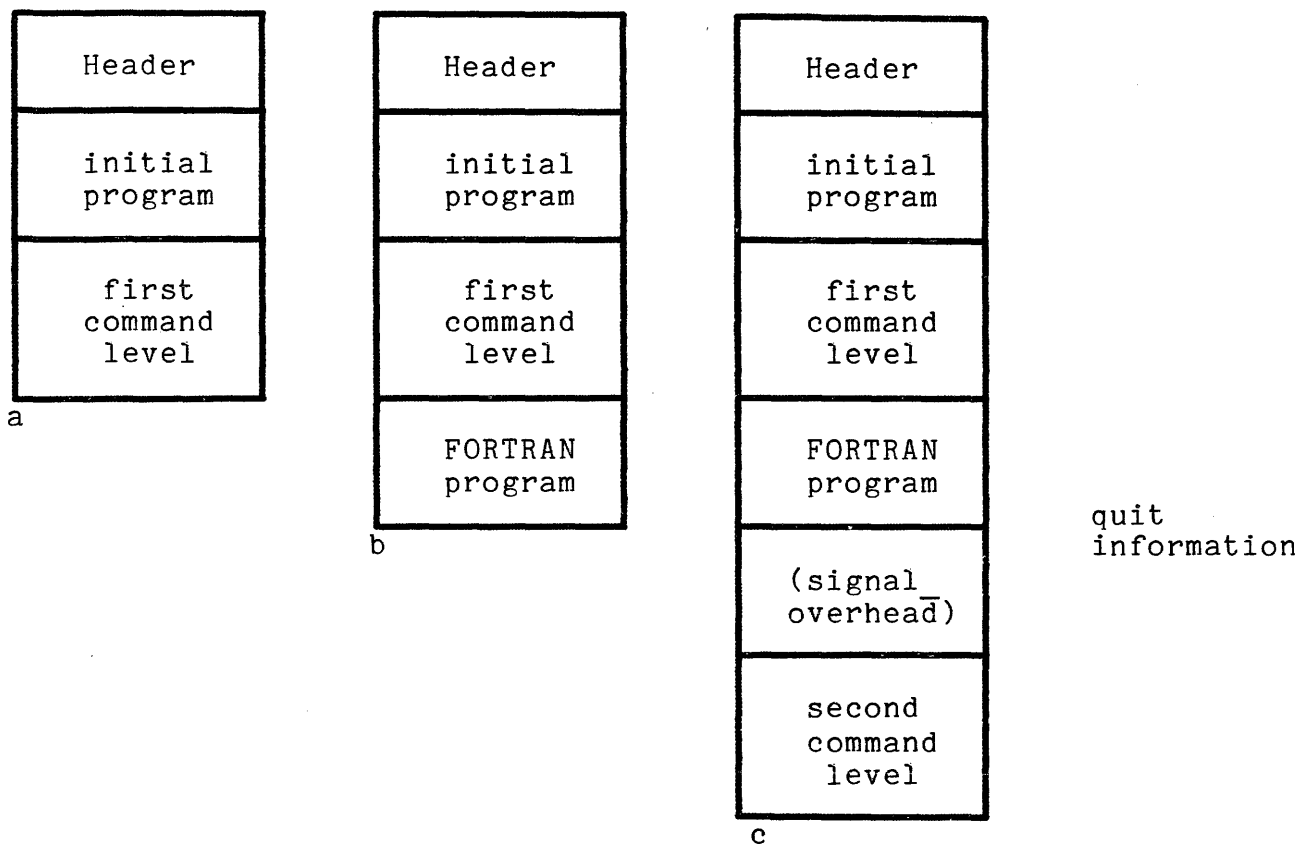 Header
initial
program
first
command
level
a
Header
initial
program
first
command
level
FORTRAN
program
b
Header
initial
program
first
command
level
FORTRAN
program
(signal_
overhead)
second
command
level
c
quit
information